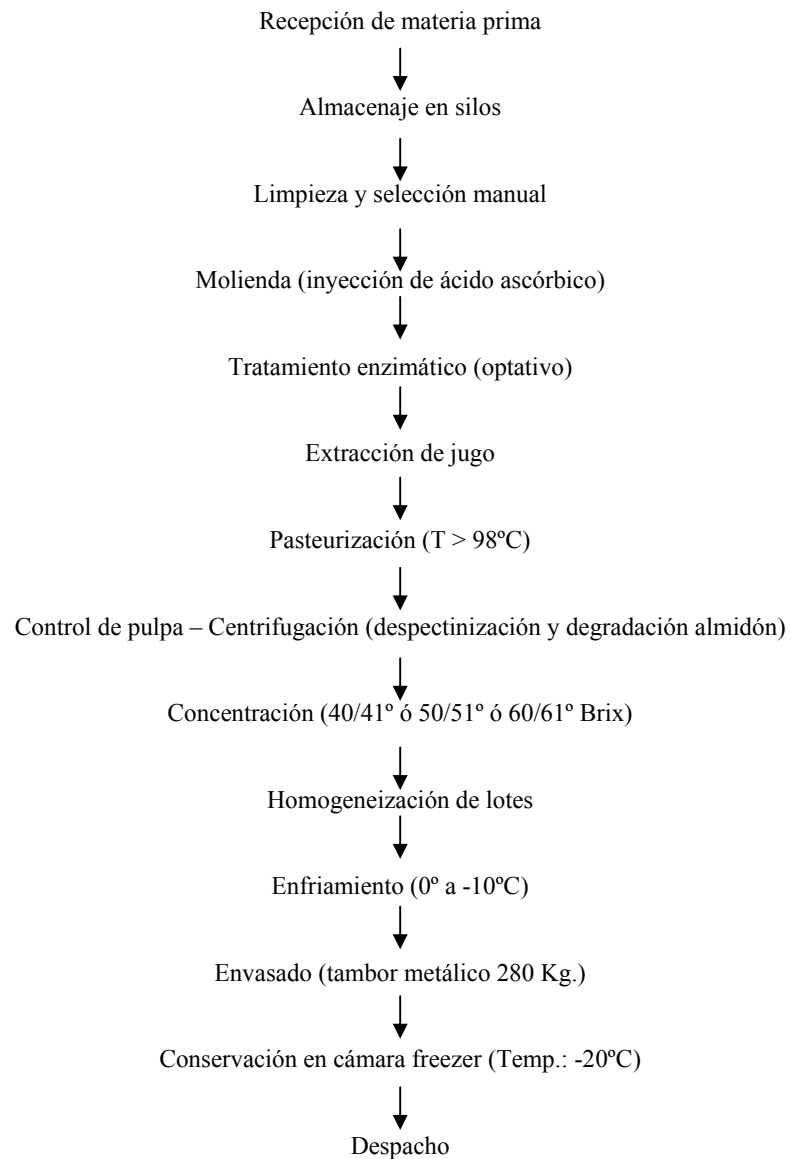 Recepción de materia prima
Almacenaje en silos
Limpieza y selección manual
Molienda (inyección de ácido ascórbico)
Tratamiento enzimático (optativo)
Extracción de jugo
Pasteurización (T > 98ºC)
Control de pulpa – Centrifugación (despectinización y degradación almidón)
Concentración (40/41º ó 50/51º ó 60/61º Brix)
Homogeneización de lotes
Enfriamiento (0º a -10ºC)
Envasado (tambor metálico 280 Kg.)
Conservación en cámara freezer (Temp.: -20ºC)
Despacho